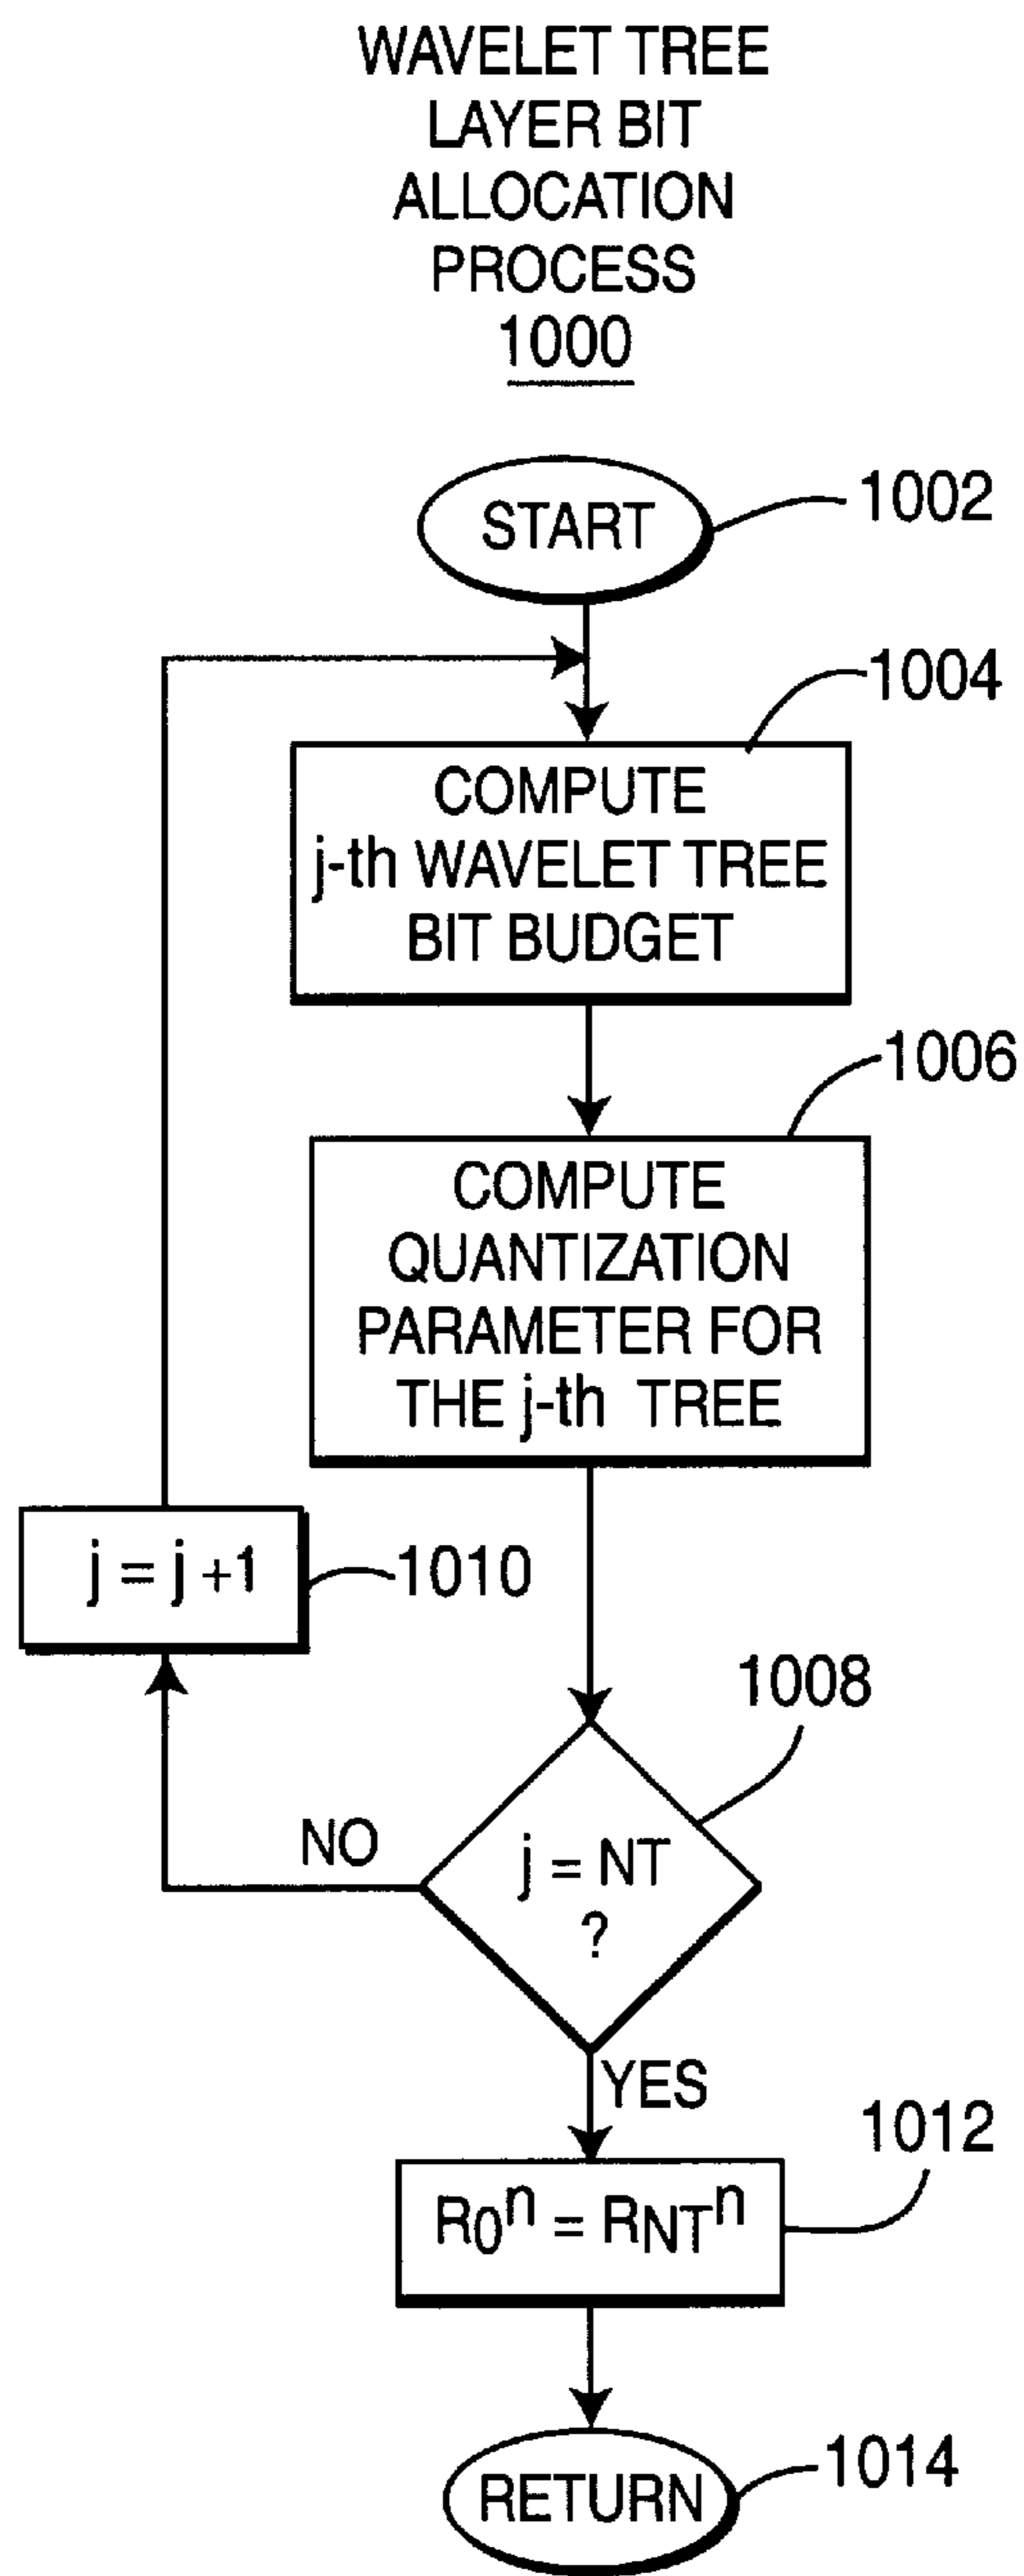 WAVELET TREE
LAYER BIT
ALLOCATION
PROCESS
1000
START
1002
1004
COMPUTE
j-th WAVELET TREE
BIT BUDGET
1006
COMPUTE
QUANTIZATION
PARAMETER FOR
THE j-th TREE
j = j +1
1010
1008
NO
j = NT
?
YES
1012
R₀ⁿ = R_NTⁿ
RETURN
1014